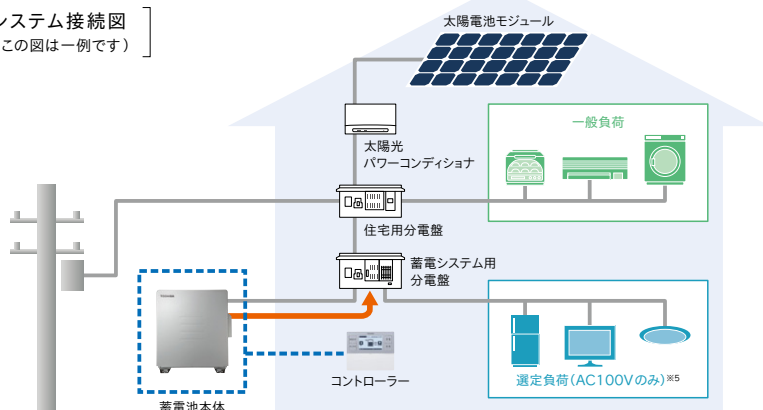 システム接続図
この図は一例です)
太陽電池モジュール
太陽光
パワーコンディショナ
一般負荷
住宅用分電盤
蓄電システム用
分電盤
TOSHIBA
コントローラー
選定負荷(AC100Vのみ)※5
蓄電池本体